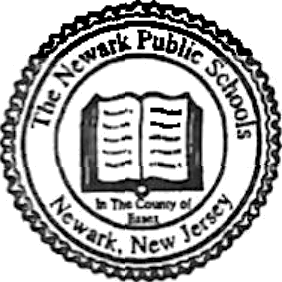 The Newark Public Schools
In The County of
Essex
Newark, New Jersey